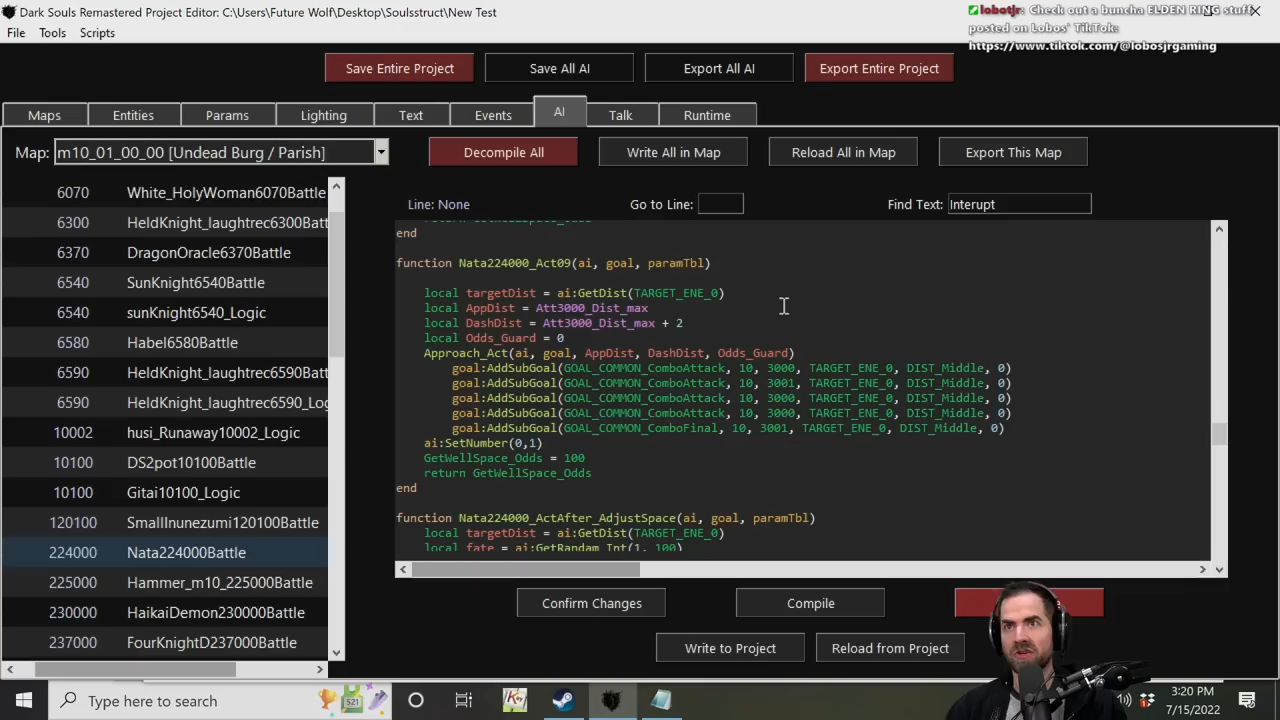 Dark Souls Remastered Project Editor: C:\Users\Future Wolf\Desktop\Soulsstruct\New Test
lobotjr: Check out a buncha ELDEN RING stuff
posted on Lobos' TikTok:
https://www.tiktok.com/@lobosjrgaming
File Tools Scripts
Save Entire Project Save All AI Export All AI Export Entire Project
Maps Entities Params Lighting Text Events AI Talk Runtime
Map: m10_01_00_00 [Undead Burg / Parish] Decompile All Write All in Map Reload All in Map Export This Map
Line: None Go to Line: Find Text: Interupt
6070 White_HolyWoman6070Battle
6300 HeldKnight_laughtrec6300Batt
6370 DragonOracle6370Battle
6540 SunKnight6540Battle
6540 sunKnight6540_Logic
6580 Habel6580Battle
6590 HeldKnight_laughtrec6590Batt
6590 HeldKnight_laughtrec6590_Log
10002 husi_Runaway10002_Logic
10100 DS2pot10100Battle
10100 Gitai10100_Logic
120100 SmallInunezumi120100Battle
224000 Nata224000Battle
225000 Hammer_m10_225000Battle
230000 HaikaiDemon230000Battle
237000 FourKnightD237000Battle
end
function Nata224000_Act09(ai, goal, paramTbl)
local targetDist = ai:GetDist(TARGET_ENE_0)
local AppDist = Att3000_Dist_max
local DashDist = Att3000_Dist_max + 2
local Odds_Guard = 0
Approach_Act(ai, goal, AppDist, DashDist, Odds_Guard)
goal:AddSubGoal(GOAL_COMMON_ComboAttack, 10, 3000, TARGET_ENE_0, DIST_Middle, 0)
goal:AddSubGoal(GOAL_COMMON_ComboAttack, 10, 3001, TARGET_ENE_0, DIST_Middle, 0)
goal:AddSubGoal(GOAL_COMMON_ComboAttack, 10, 3000, TARGET_ENE_0, DIST_Middle, 0)
goal:AddSubGoal(GOAL_COMMON_ComboAttack, 10, 3000, TARGET_ENE_0, DIST_Middle, 0)
goal:AddSubGoal(GOAL_COMMON_ComboFinal, 10, 3001, TARGET_ENE_0, DIST_Middle, 0)
ai:SetNumber(0,1)
GetWellSpace_Odds = 100
return GetWellSpace_Odds
end
function Nata224000_ActAfter_AdjustSpace(ai, goal, paramTbl)
local targetDist = ai:GetDist(TARGET_ENE_0)
local fate = ai:GetRandam_Int(1, 100)
Confirm Changes Compile
Write to Project Reload from Project
Type here to search
521
Key
3:20 PM
7/15/2022